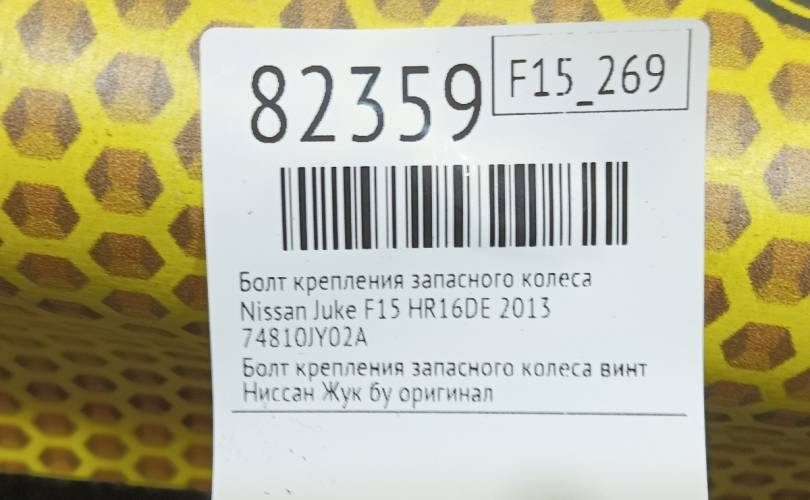 82359
F15_269
Болт крепления запасного колеса
Nissan Juke F15 HR16DE 2013
74810JY02A
Болт крепления запасного колеса винт
Ниссан Жук бу оригинал